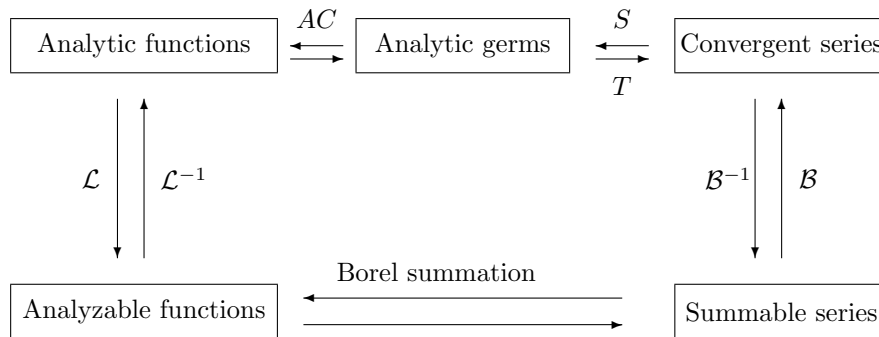 AC S
Analytic functions Analytic germs Convergent series
T
ℒ ℒ⁻¹ ℬ⁻¹ ℬ
Borel summation
Analyzable functions Summable series